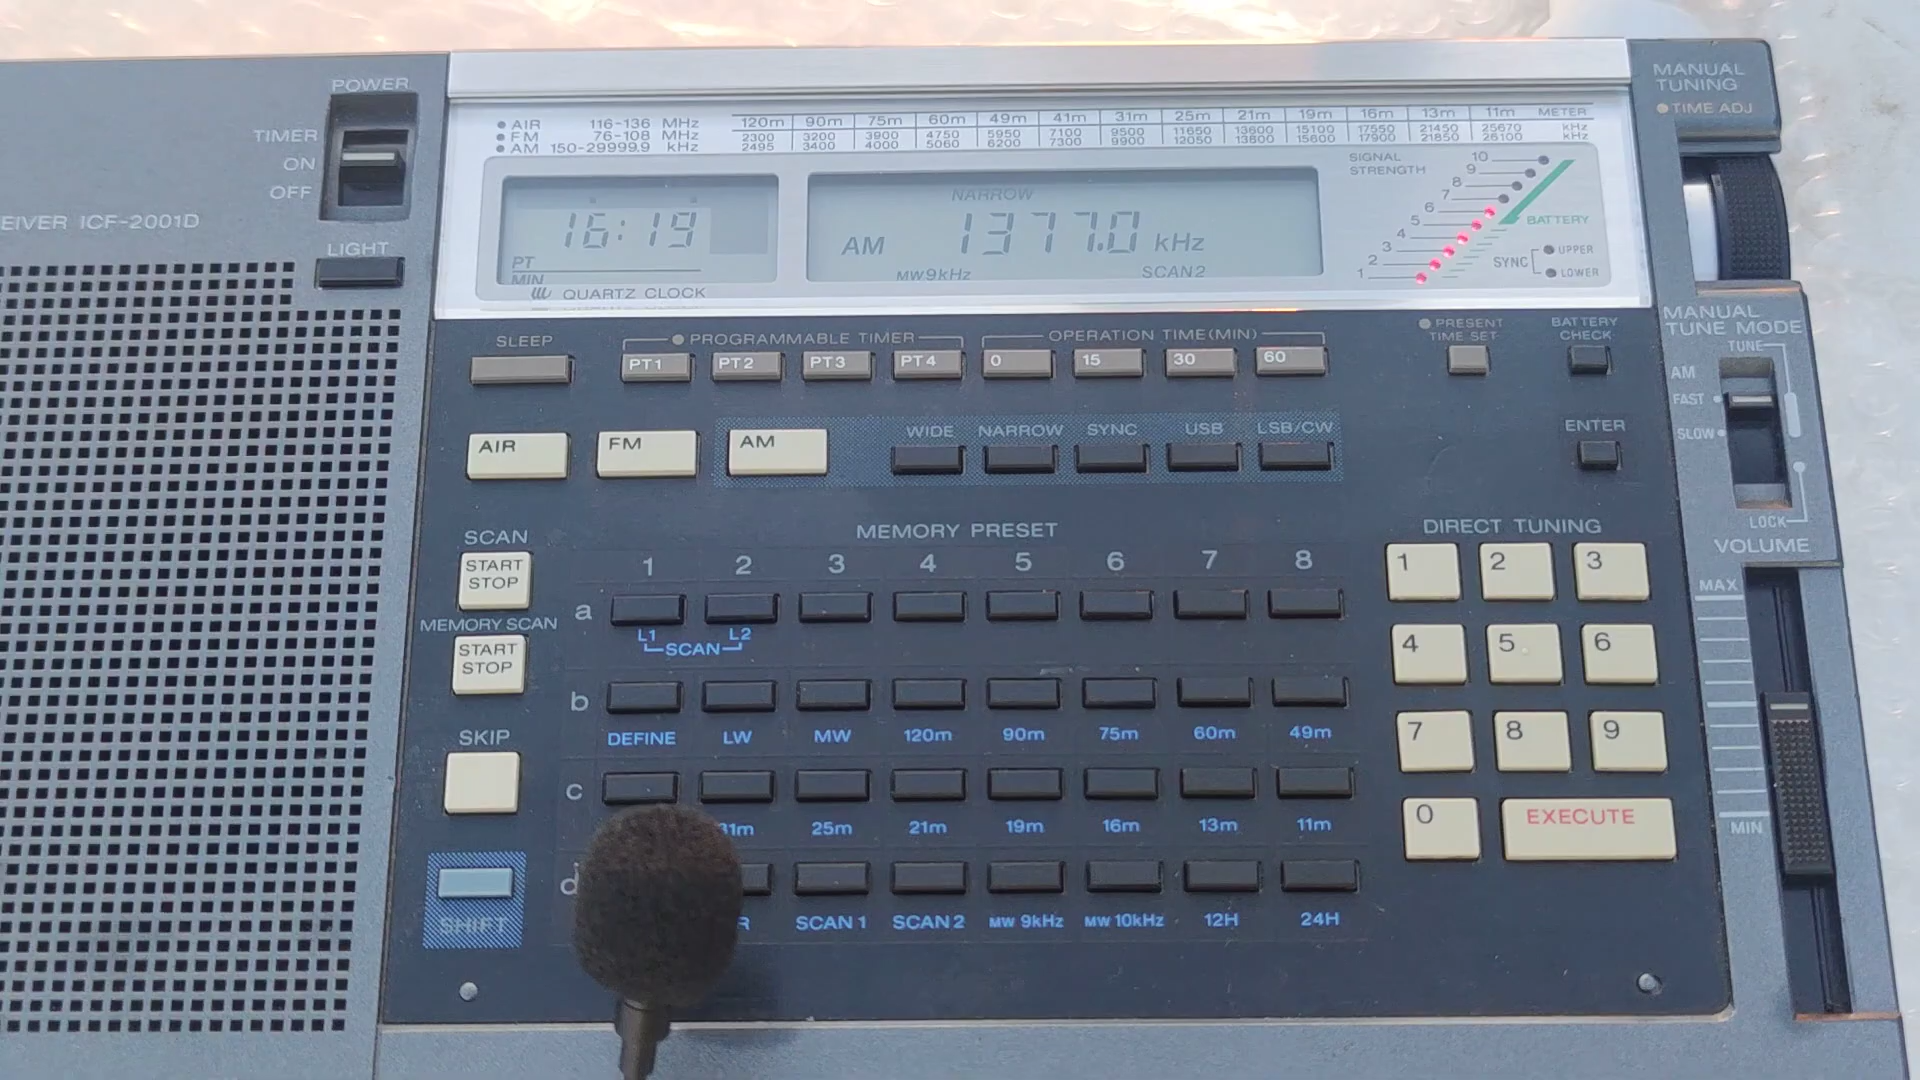 POWER
TIMER
ON
OFF
EIVER ICF-2001D
LIGHT
AIR 116-136 MHz
FM 76-108 MHz
AM 150-29999.9 kHz
120m 90m 75m 60m 49m 41m 31m 25m 21m 19m 16m 13m 11m METER
2300 3200 3900 4750 5950 7100 9500 11650 13600 15100 17550 21450 25670 kHz
2495 3400 4000 5060 6200 7300 9900 12050 13800 15600 17900 21850 26100 kHz
16:19
PT
MIN
QUARTZ CLOCK
NARROW
AM 1377.0 kHz
MW9kHz SCAN2
SIGNAL
STRENGTH
10
9
8
7
6
5
4
3
2
1
BATTERY
SYNC
UPPER
LOWER
MANUAL
TUNING
TIME ADJ
SLEEP
PROGRAMMABLE TIMER
OPERATION TIME(MIN)
PT1 PT2 PT3 PT4 0 15 30 60
PRESENT
TIME SET
BATTERY
CHECK
MANUAL
TUNE MODE
TUNE
AM
FAST
SLOW
LOCK
AIR FM AM
WIDE NARROW SYNC USB LSB/CW
ENTER
SCAN
START
STOP
MEMORY SCAN
START
STOP
SKIP
SHIFT
MEMORY PRESET
1 2 3 4 5 6 7 8
a
L1 SCAN L2
b
DEFINE LW MW 120m 90m 75m 60m 49m
c
31m 25m 21m 19m 16m 13m 11m
d
R SCAN 1 SCAN 2 MW 9kHz MW 10kHz 12H 24H
DIRECT TUNING
1 2 3
4 5 6
7 8 9
0 EXECUTE
VOLUME
MAX
MIN